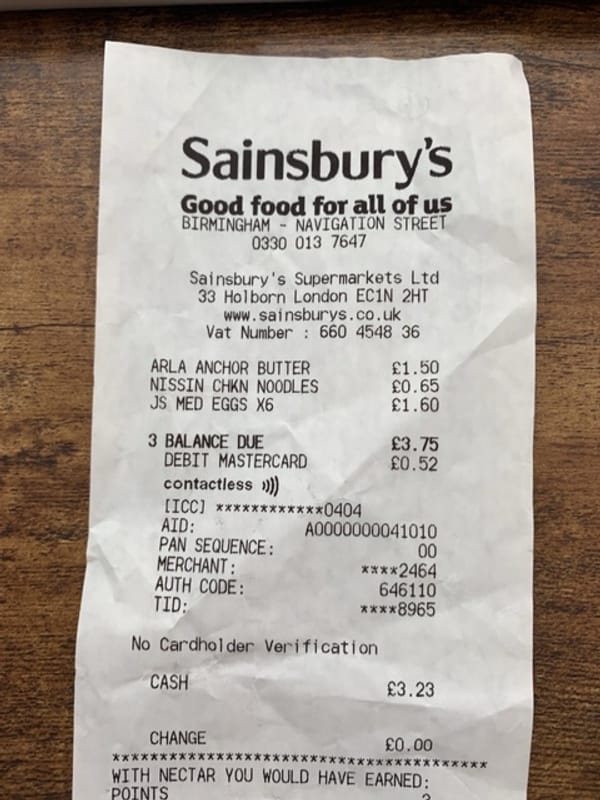 Sainsbury's
Good food for all of us
BIRMINGHAM - NAVIGATION STREET
0330 013 7647
Sainsbury's Supermarkets Ltd
33 Holborn London EC1N 2HT
www.sainsburys.co.uk
Vat Number : 660 4548 36
ARLA ANCHOR BUTTER £1.50
NISSIN CHKN NOODLES £0.65
JS MED EGGS X6 £1.60
3 BALANCE DUE £3.75
DEBIT MASTERCARD £0.52
contactless
[ICC] ************0404
AID: A0000000041010
PAN SEQUENCE: 00
MERCHANT: ****2464
AUTH CODE: 646110
TID: ****8965
No Cardholder Verification
CASH £3.23
CHANGE £0.00
****************************************
WITH NECTAR YOU WOULD HAVE EARNED:
POINTS